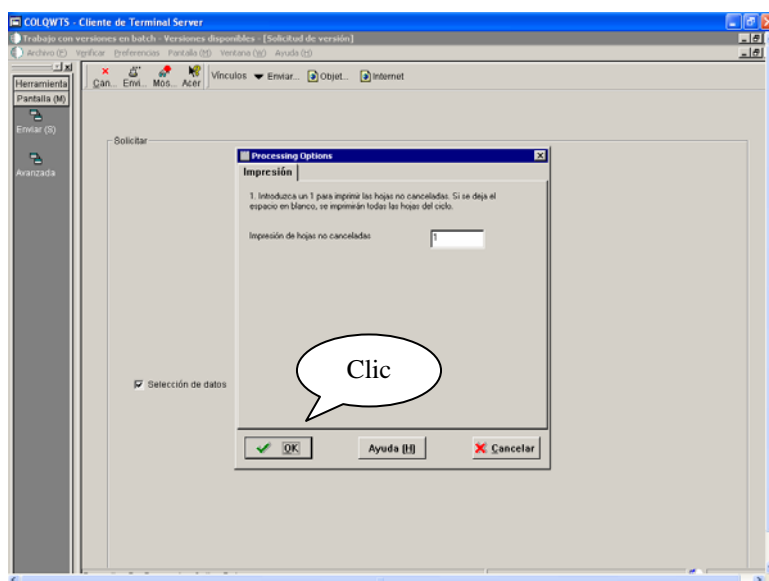 COLQWTS - Cliente de Terminal Server
Trabajo con versiones en batch - Versiones disponibles - [Solicitud de versión]
Archivo (F) Verificar Preferencias Pantalla (M) Ventana (W) Ayuda (H)
Herramienta
Pantalla (M)
Enviar (S)
Avanzada
Can... Envi... Mos... Acer Vínculos Enviar... Objet... Internet
Solicitar
Processing Options
Impresión
1. Introduzca un 1 para imprimir las hojas no canceladas. Si se deja el
espacio en blanco, se imprimirán todas las hojas del ciclo.
Impresión de hojas no canceladas 1
Clic
Selección de datos
OK Ayuda (H) Cancelar